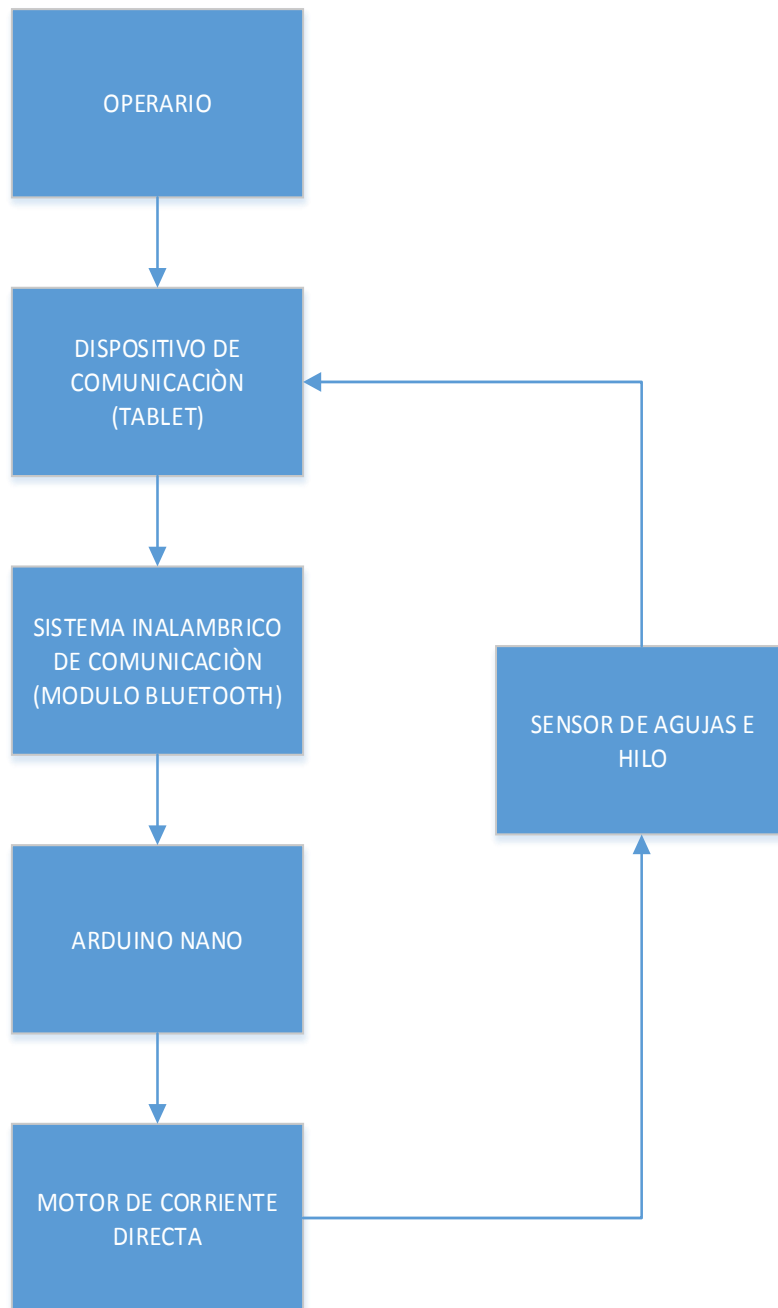 OPERARIO
DISPOSITIVO DE
COMUNICACIÒN
(TABLET)
SISTEMA INALAMBRICO
DE COMUNICACIÒN
(MODULO BLUETOOTH)
SENSOR DE AGUJAS E
HILO
ARDUINO NANO
MOTOR DE CORRIENTE
DIRECTA